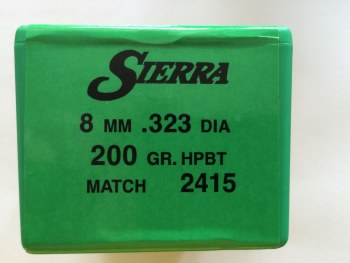 SIERRA
8 MM .323 DIA
200 GR. HPBT
MATCH 2415